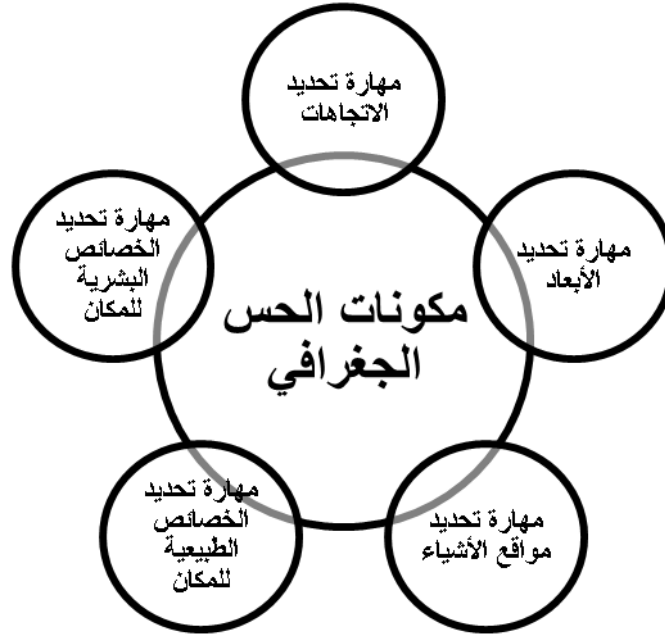 مهارة تحديد
الاتجاهات
مهارة تحديد
الأبعاد
مهارة تحديد
مواقع الأشياء
مهارة تحديد
الخصائص
الطبيعية
للمكان
مهارة تحديد
الخصائص
البشرية
للمكان
مكونات الحس
الجغرافي